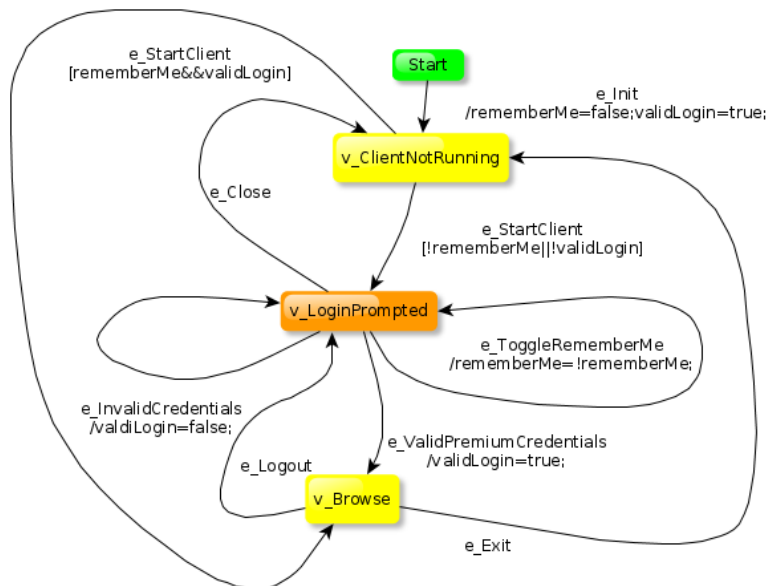 e_StartClient
[rememberMe&&validLogin]
Start
e_Init
/rememberMe=false;validLogin=true;
v_ClientNotRunning
e_Close
e_StartClient
[!rememberMe||!validLogin]
v_LoginPrompted
e_ToggleRememberMe
/rememberMe=!rememberMe;
e_InvalidCredentials
/valdiLogin=false;
e_ValidPremiumCredentials
/validLogin=true;
e_Logout
v_Browse
e_Exit